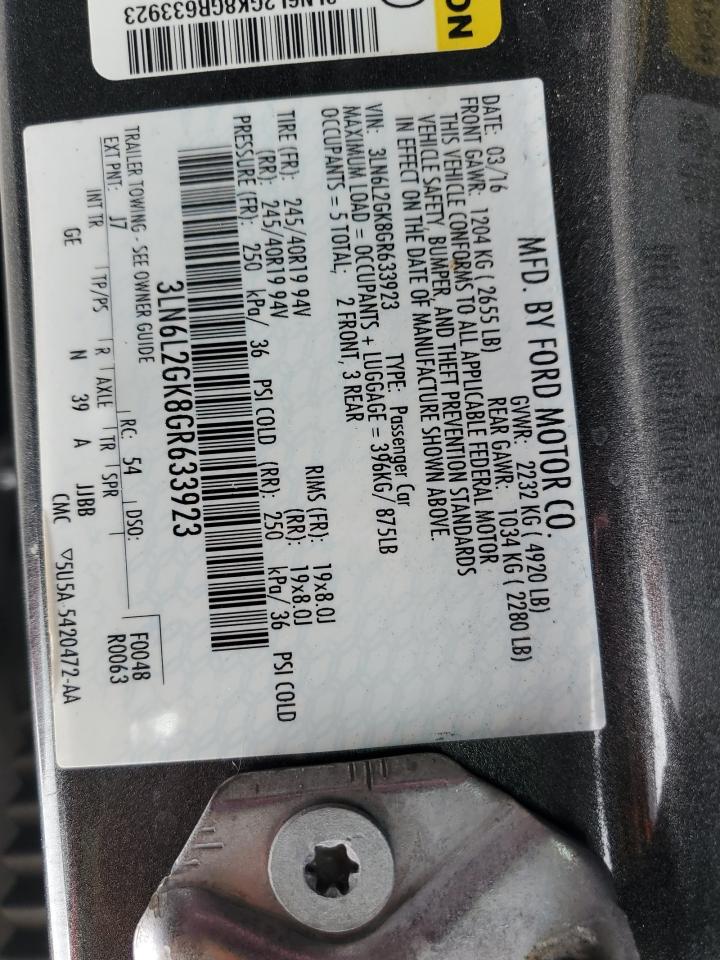 3LN6L2GK8GR633923
ON
MFD. BY FORD MOTOR CO.
DATE: 03/16 GVWR: 2232 KG ( 4920 LB)
FRONT GAWR: 1204 KG ( 2655 LB) REAR GAWR: 1034 KG ( 2280 LB)
THIS VEHICLE CONFORMS TO ALL APPLICABLE FEDERAL MOTOR
VEHICLE SAFETY, BUMPER, AND THEFT PREVENTION STANDARDS
IN EFFECT ON THE DATE OF MANUFACTURE SHOWN ABOVE.
VIN: 3LN6L2GK8GR633923 TYPE: Passenger Car
MAXIMUM LOAD = OCCUPANTS + LUGGAGE = 396KG/ 875LB
OCCUPANTS = 5 TOTAL; 2 FRONT, 3 REAR
TIRE (FR): 245/40R19 94V RIMS (FR): 19x8.0J
(RR): 245/40R19 94V (RR): 19x8.0J
PRESSURE (FR): 250 kPa/ 36 PSI COLD (RR): 250 kPa/ 36 PSI COLD
3LN6L2GK8GR633923
TRAILER TOWING - SEE OWNER GUIDE
F0048
R0063
EXT PNT: J7 RC: 54 DSO:
INT TR TP/PS R AXLE TR SPR
GE N 39 A JJBB
CMC ▽5U5A-5420472-AA